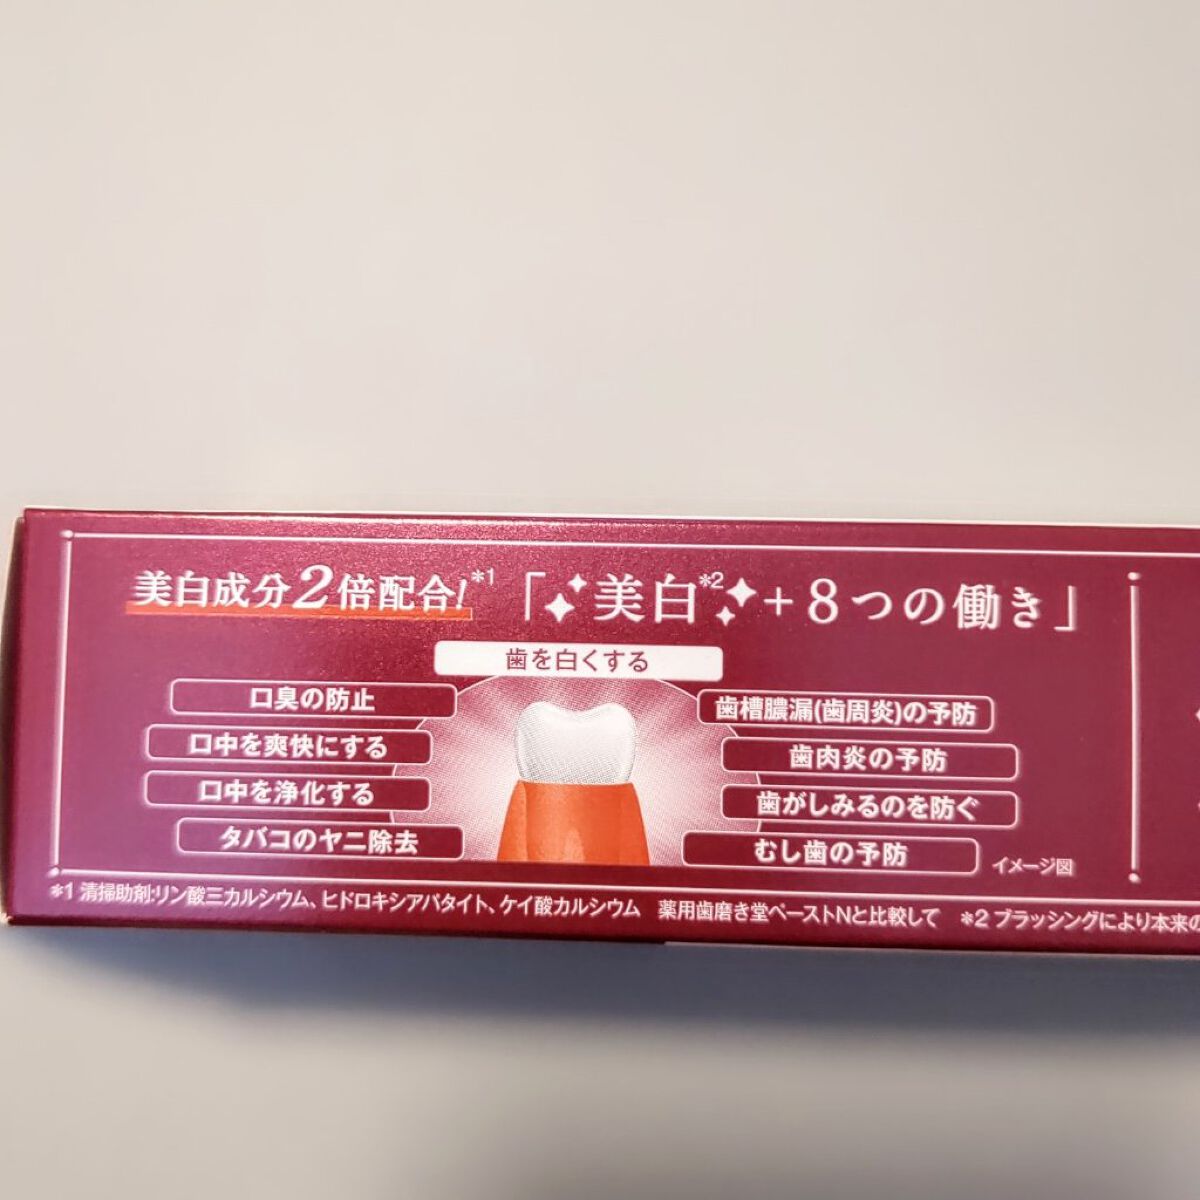 美白成分2倍配合!*1「美白*2+8つの働き」
歯を白くする
口臭の防止
口中を爽快にする
口中を浄化する
タバコのヤニ除去
歯槽膿漏(歯周炎)の予防
歯肉炎の予防
歯がしみるのを防ぐ
むし歯の予防
イメージ図
*1 清掃助剤:リン酸三カルシウム、ヒドロキシアパタイト、ケイ酸カルシウム 薬用歯磨き堂ペーストNと比較して *2 ブラッシングにより本来の